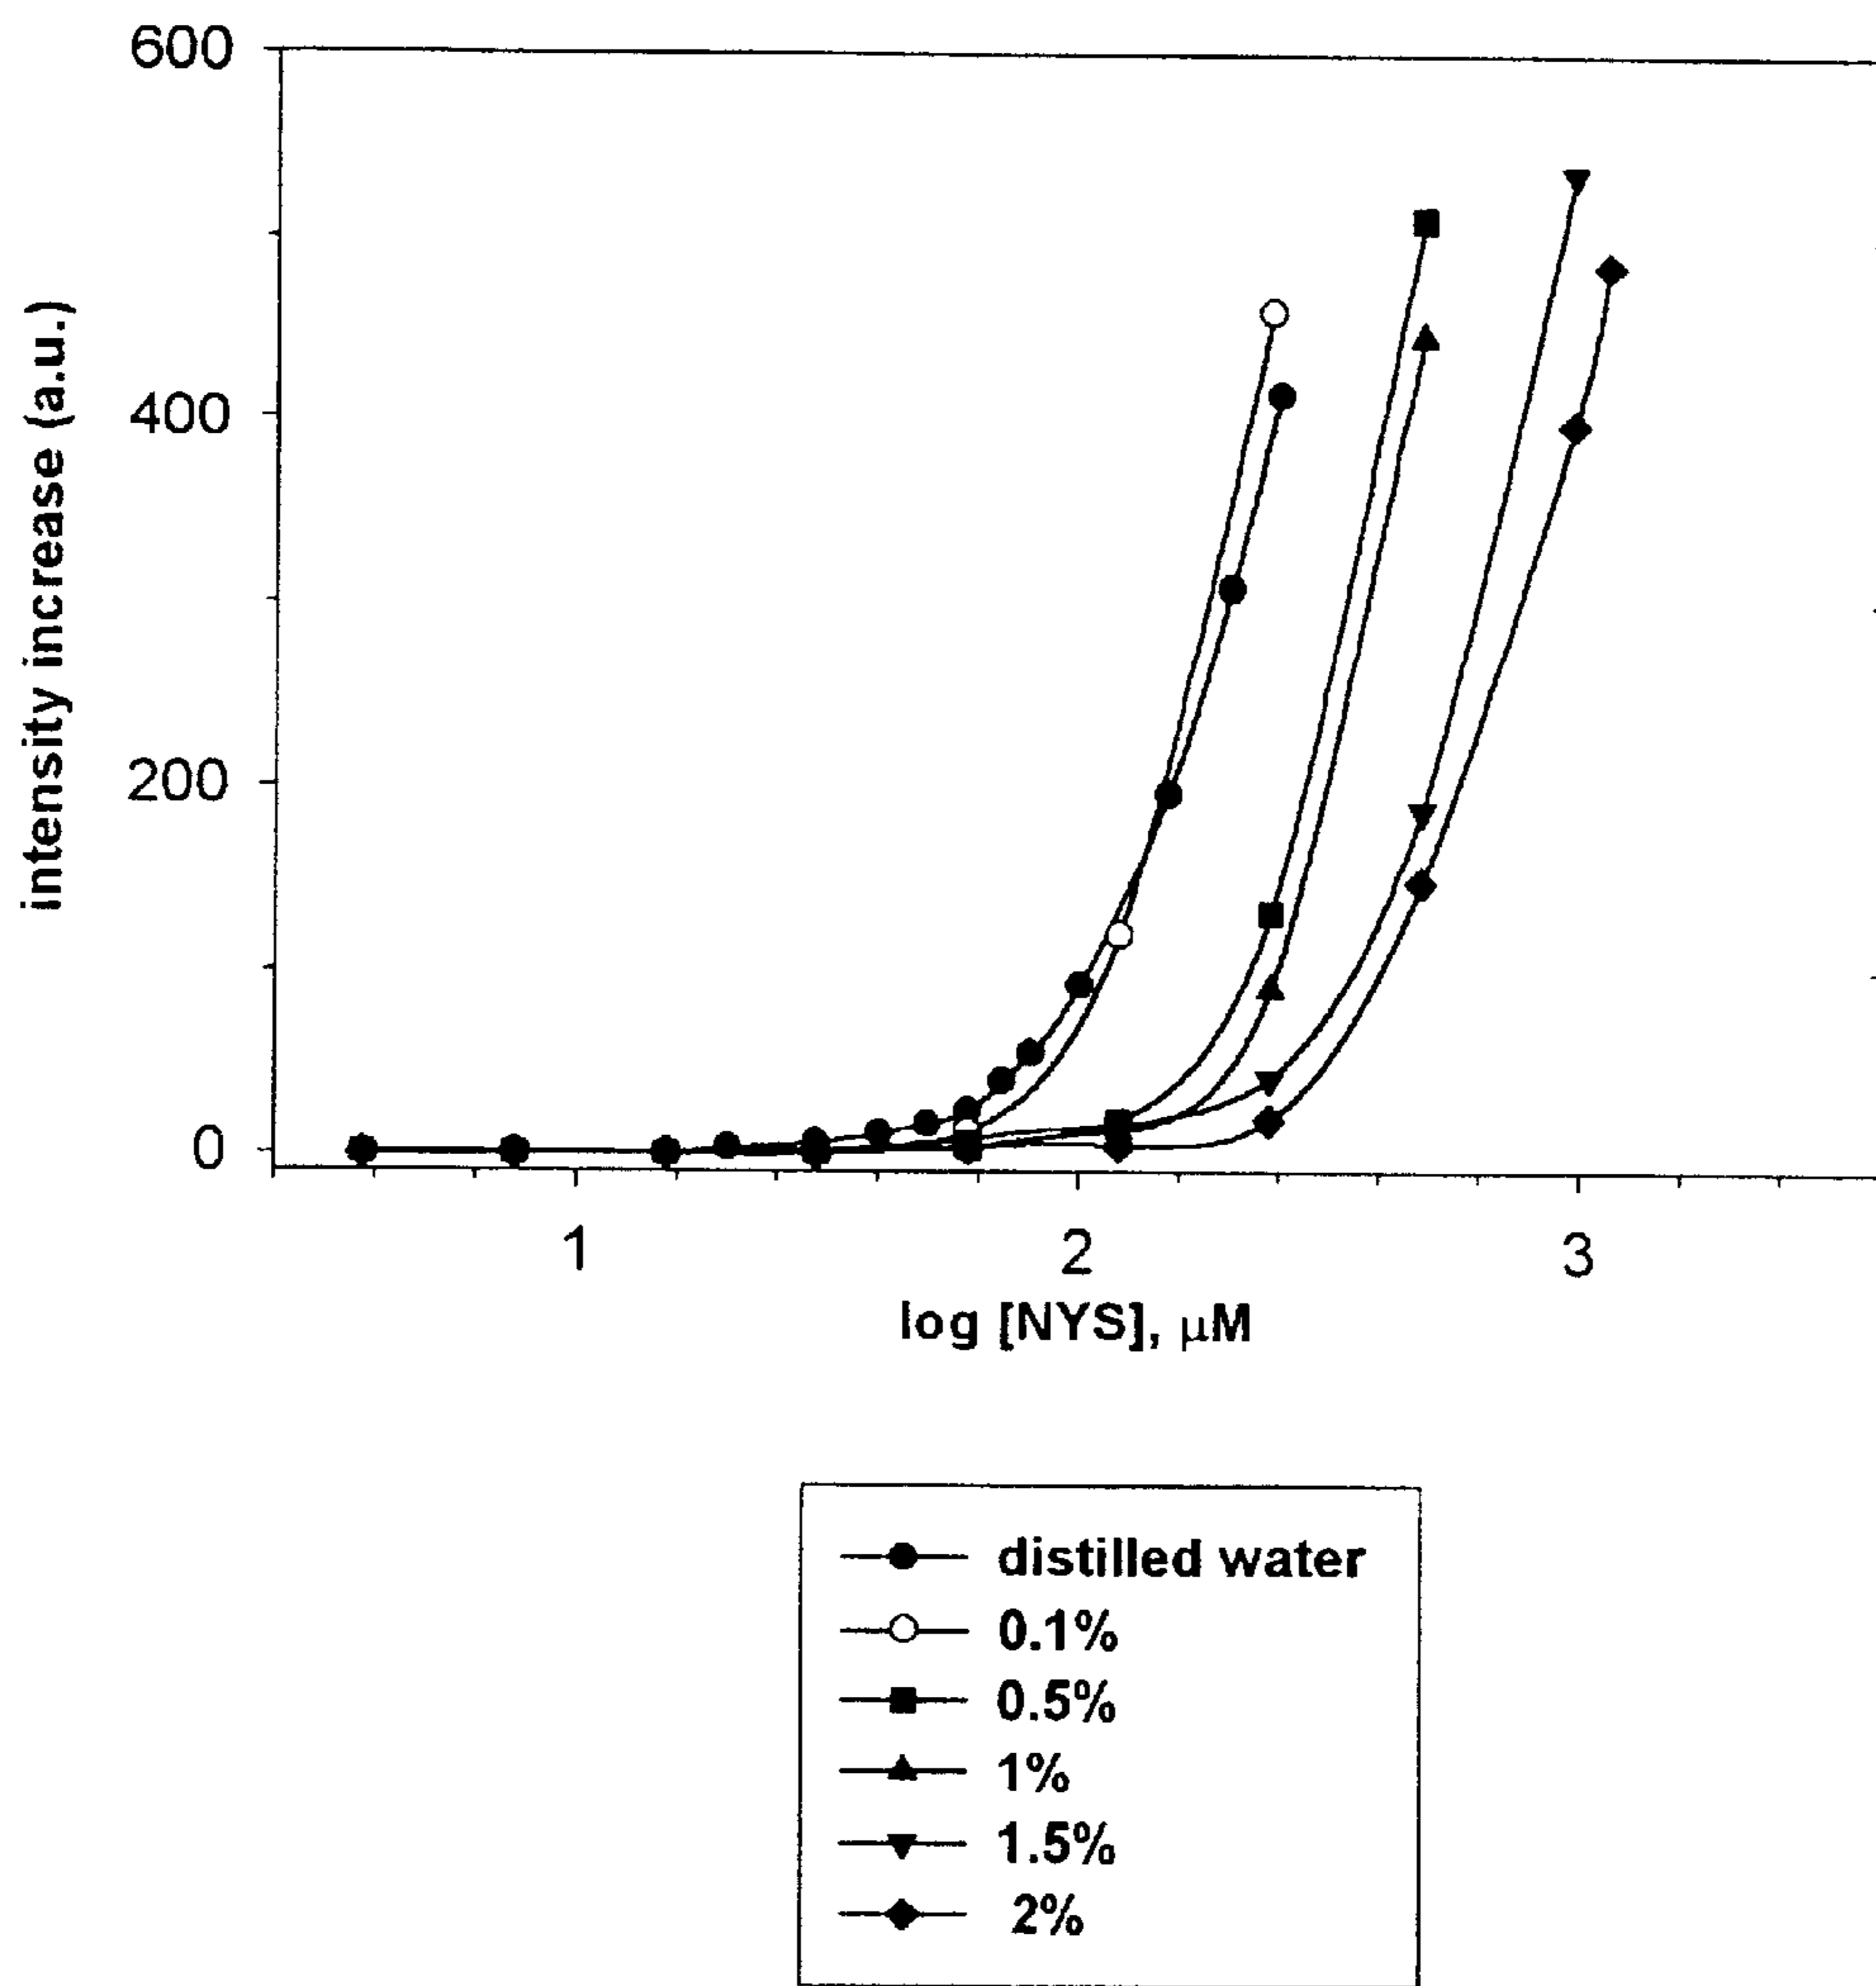 600
400
200
0
intensity increase (a.u.)
1 2 3
log [NYS], μM
distilled water
0.1%
0.5%
1%
1.5%
2%